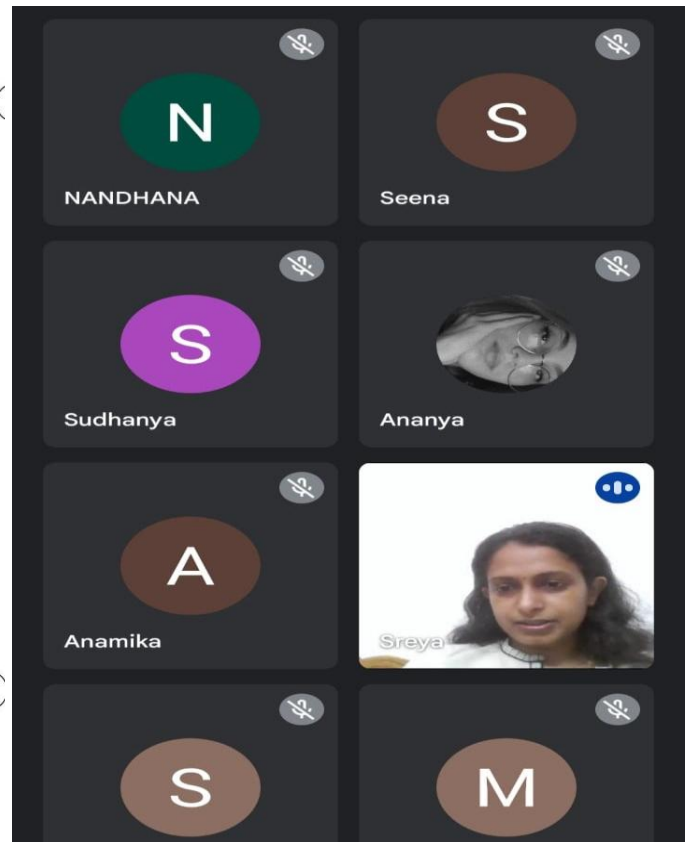 N S
NANDHANA Seena
S
Sudhanya Ananya
A
Anamika Sreya
S M